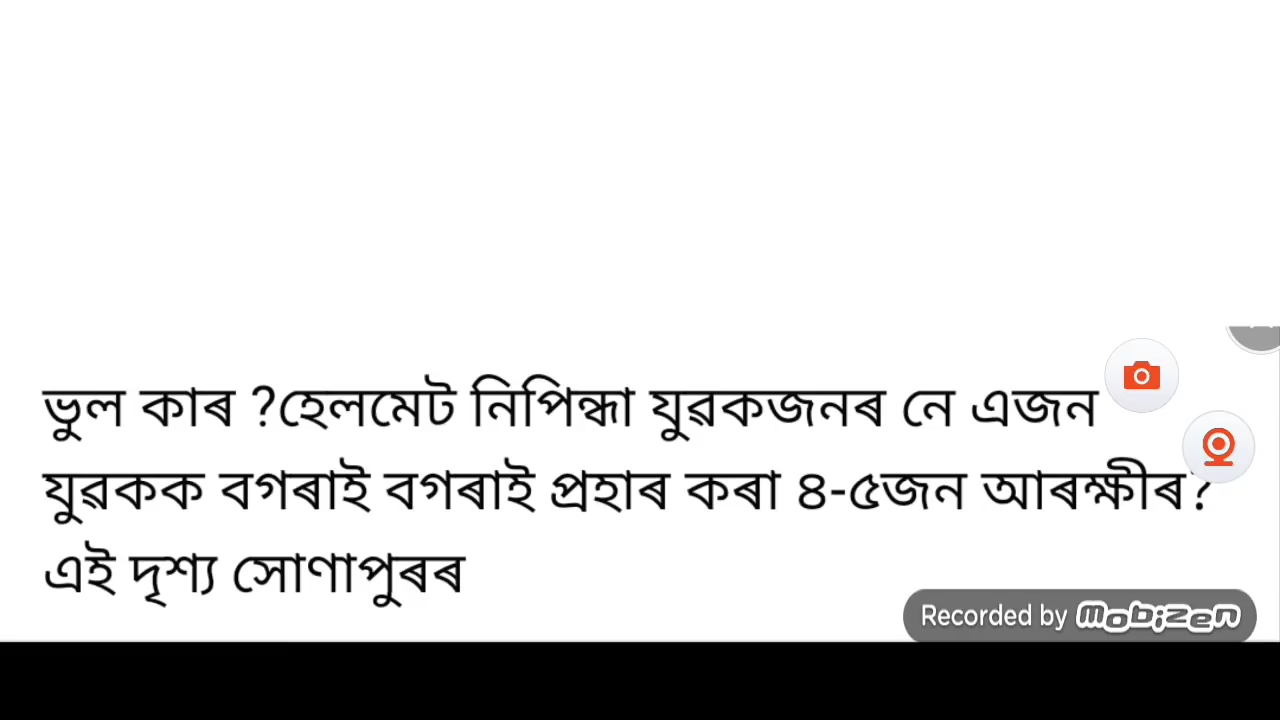 ভুল কাৰ ?হেলমেট নিপিন্ধা যুৱকজনৰ নে এজন
যুৱকক বগৰাই বগৰাই প্ৰহাৰ কৰা ৪-৫জন আৰক্ষীৰ?
এই দৃশ্য সোণাপুৰৰ
Recorded by Mobizen